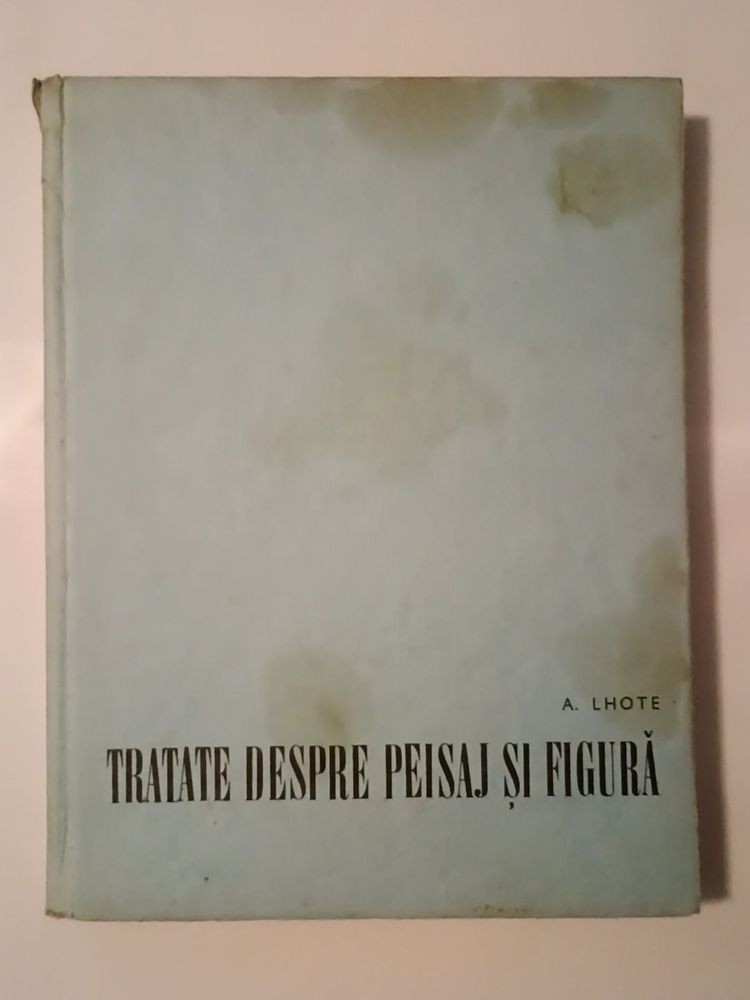 A. LHOTE
TRATATE DESPRE PEISAJ ȘI FIGURĂ